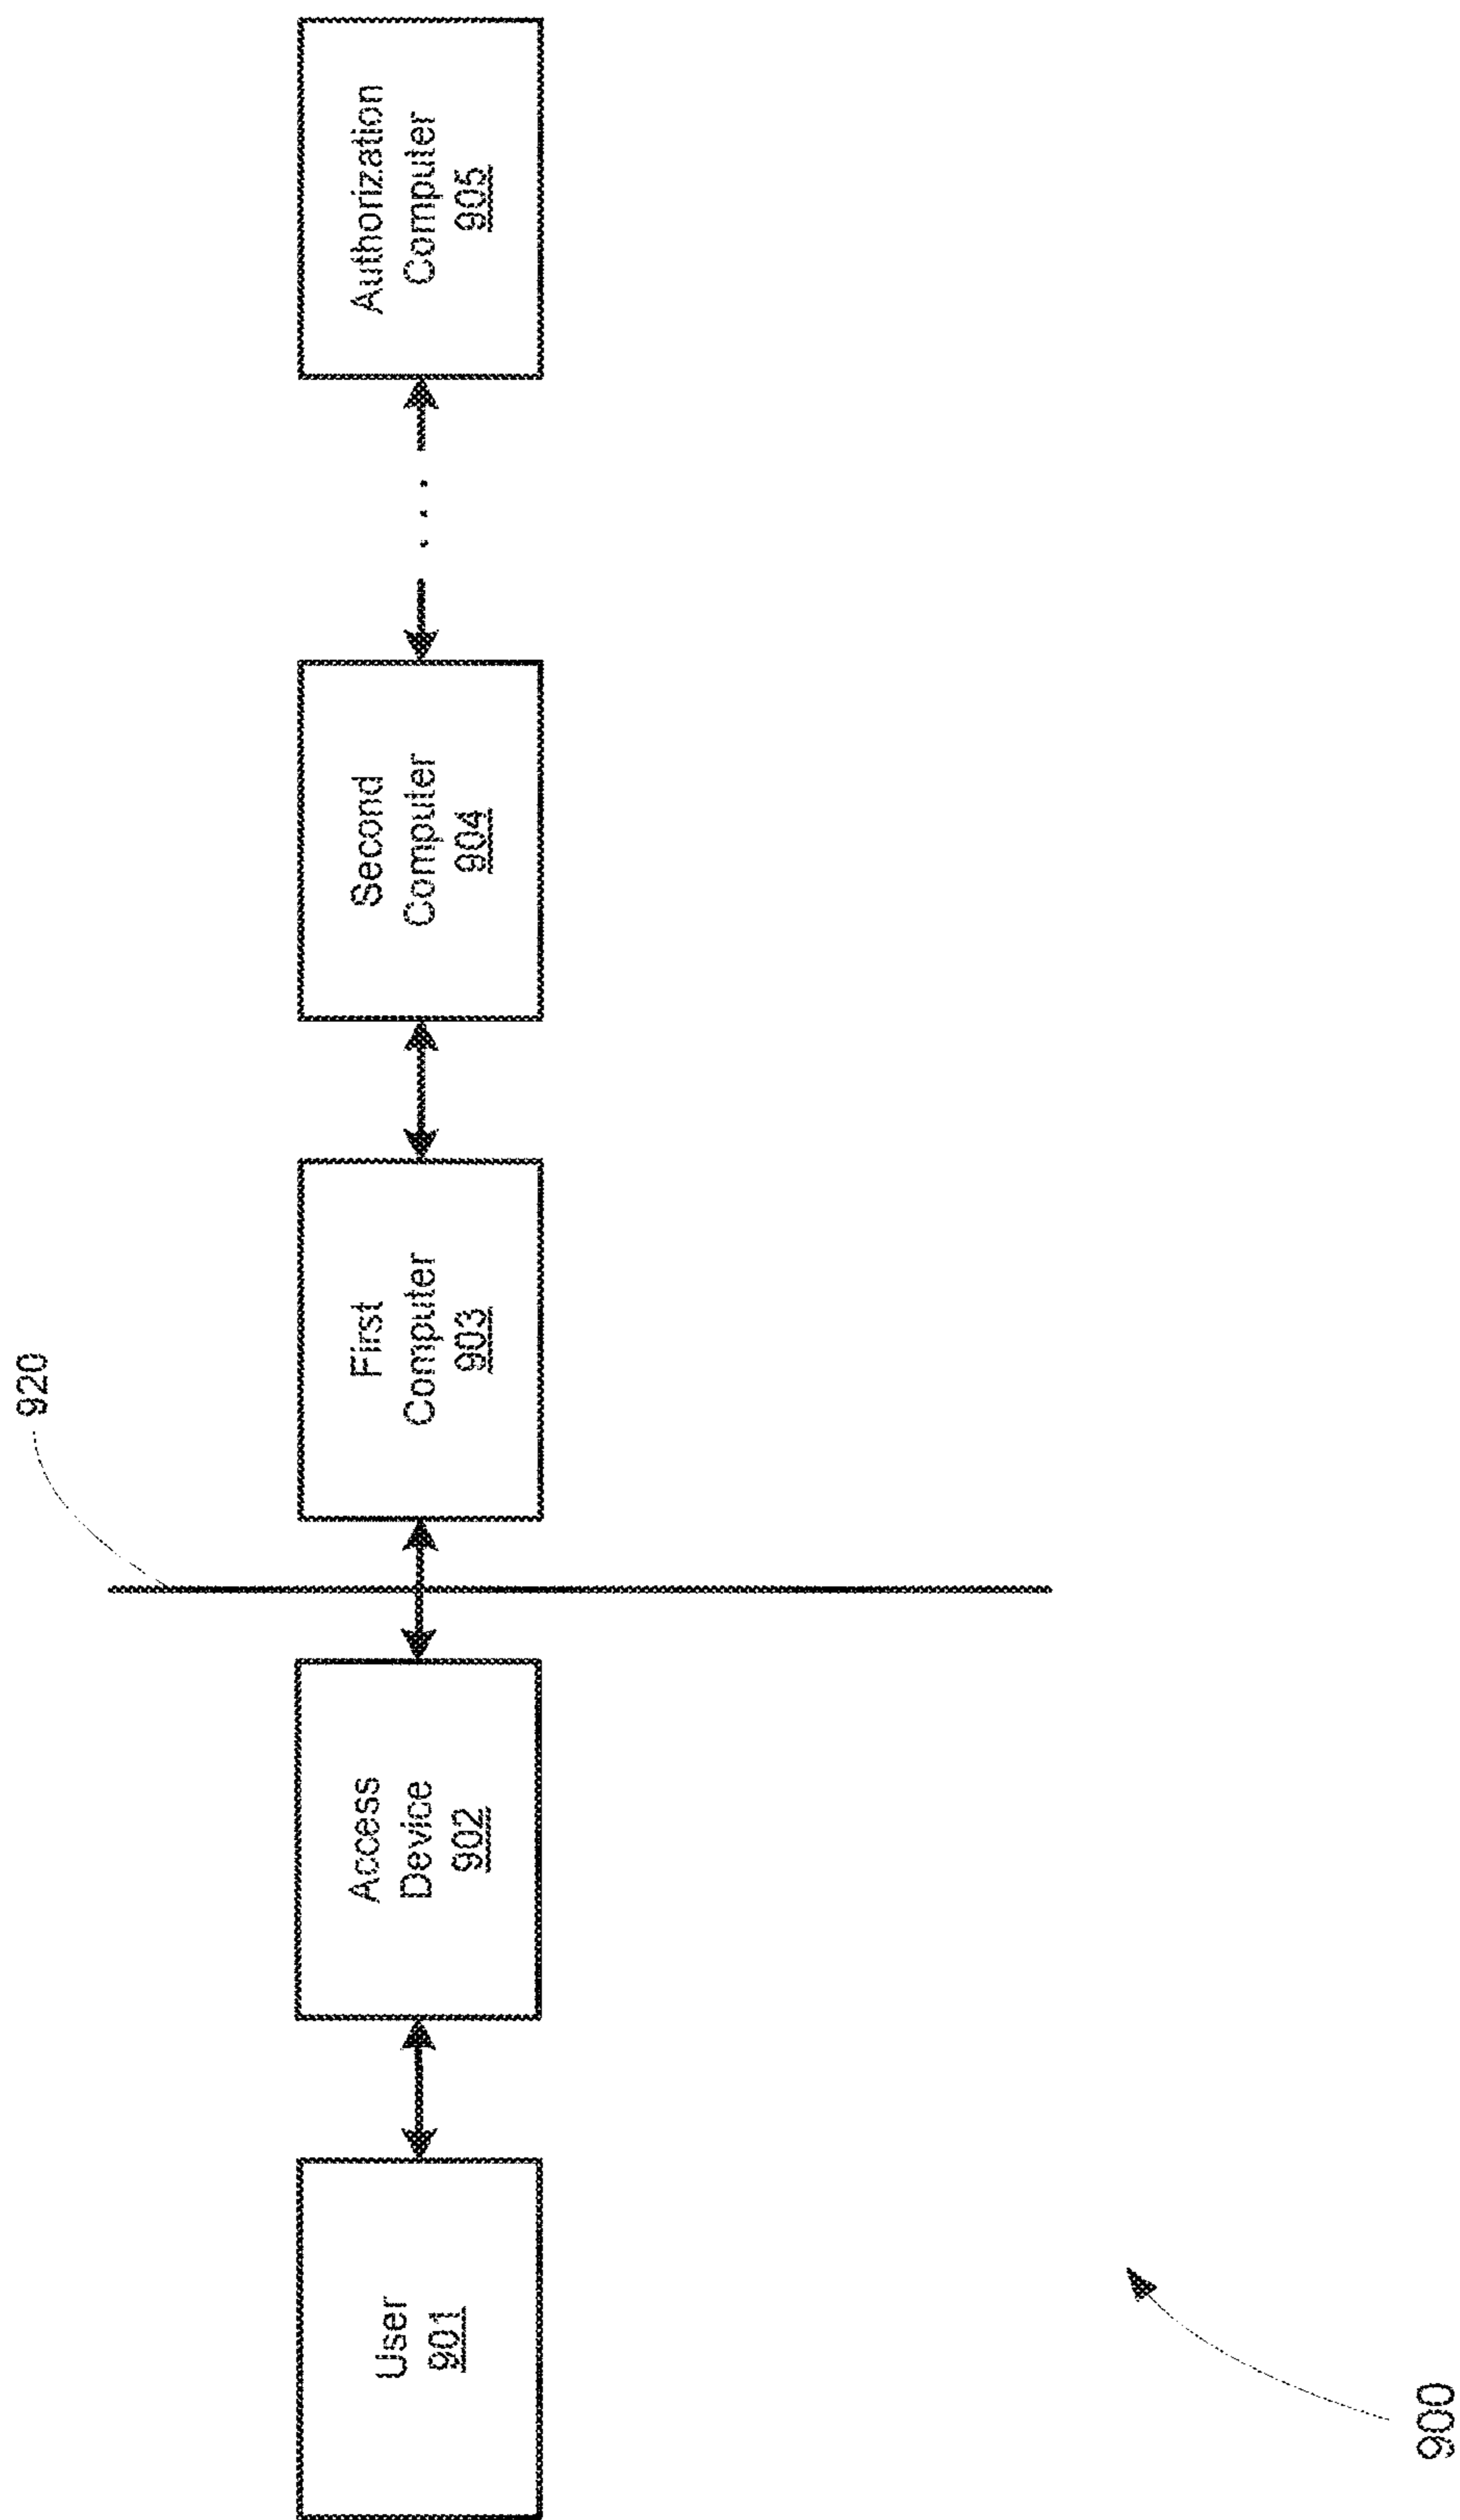 920
User
901
Access
Device
902
First
Computer
903
Second
Computer
904
Authorization
Computer
905
900